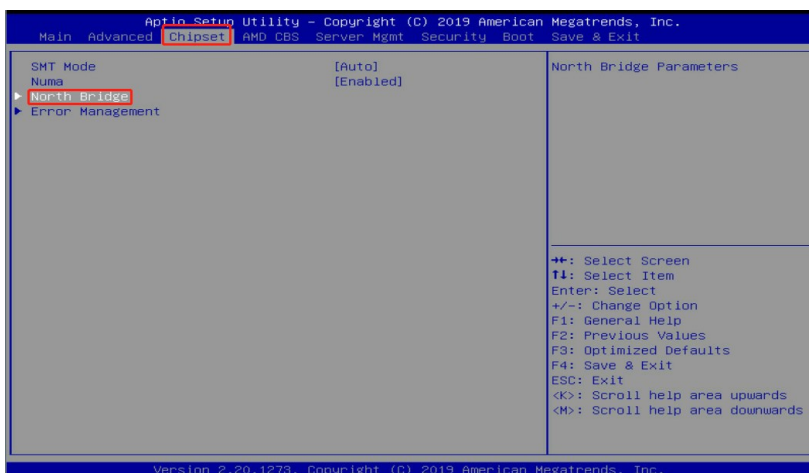 Aptio Setup Utility – Copyright (C) 2019 American Megatrends, Inc.
Main Advanced Chipset AMD CBS Server Mgmt Security Boot Save & Exit
SMT Mode [Auto]
Numa [Enabled]
North Bridge
Error Management
North Bridge Parameters
→←: Select Screen
↑↓: Select Item
Enter: Select
+/-: Change Option
F1: General Help
F2: Previous Values
F3: Optimized Defaults
F4: Save & Exit
ESC: Exit
<K>: Scroll help area upwards
<M>: Scroll help area downwards
Version 2.20.1273. Copyright (C) 2019 American Megatrends, Inc.